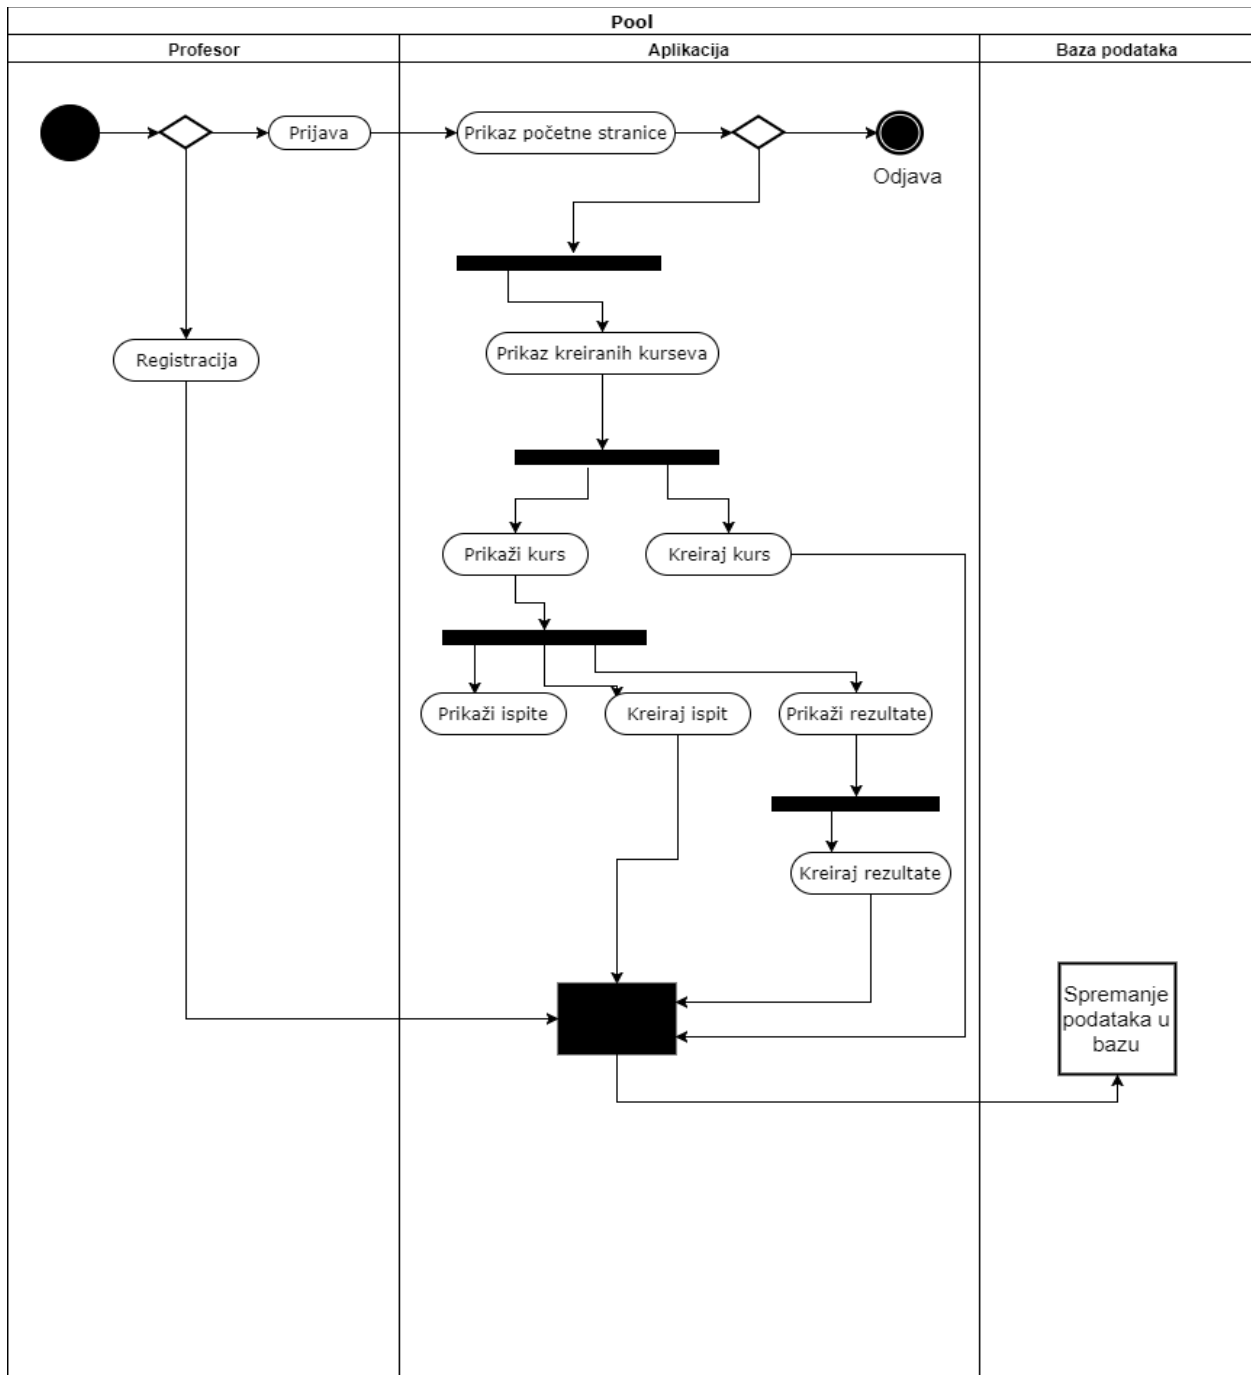 Pool
Profesor
Aplikacija
Baza podataka
Prijava
Prikaz početne stranice
Odjava
Registracija
Prikaz kreiranih kurseva
Prikaži kurs
Kreiraj kurs
Prikaži ispite
Kreiraj ispit
Prikaži rezultate
Kreiraj rezultate
Spremanje
podataka u
bazu